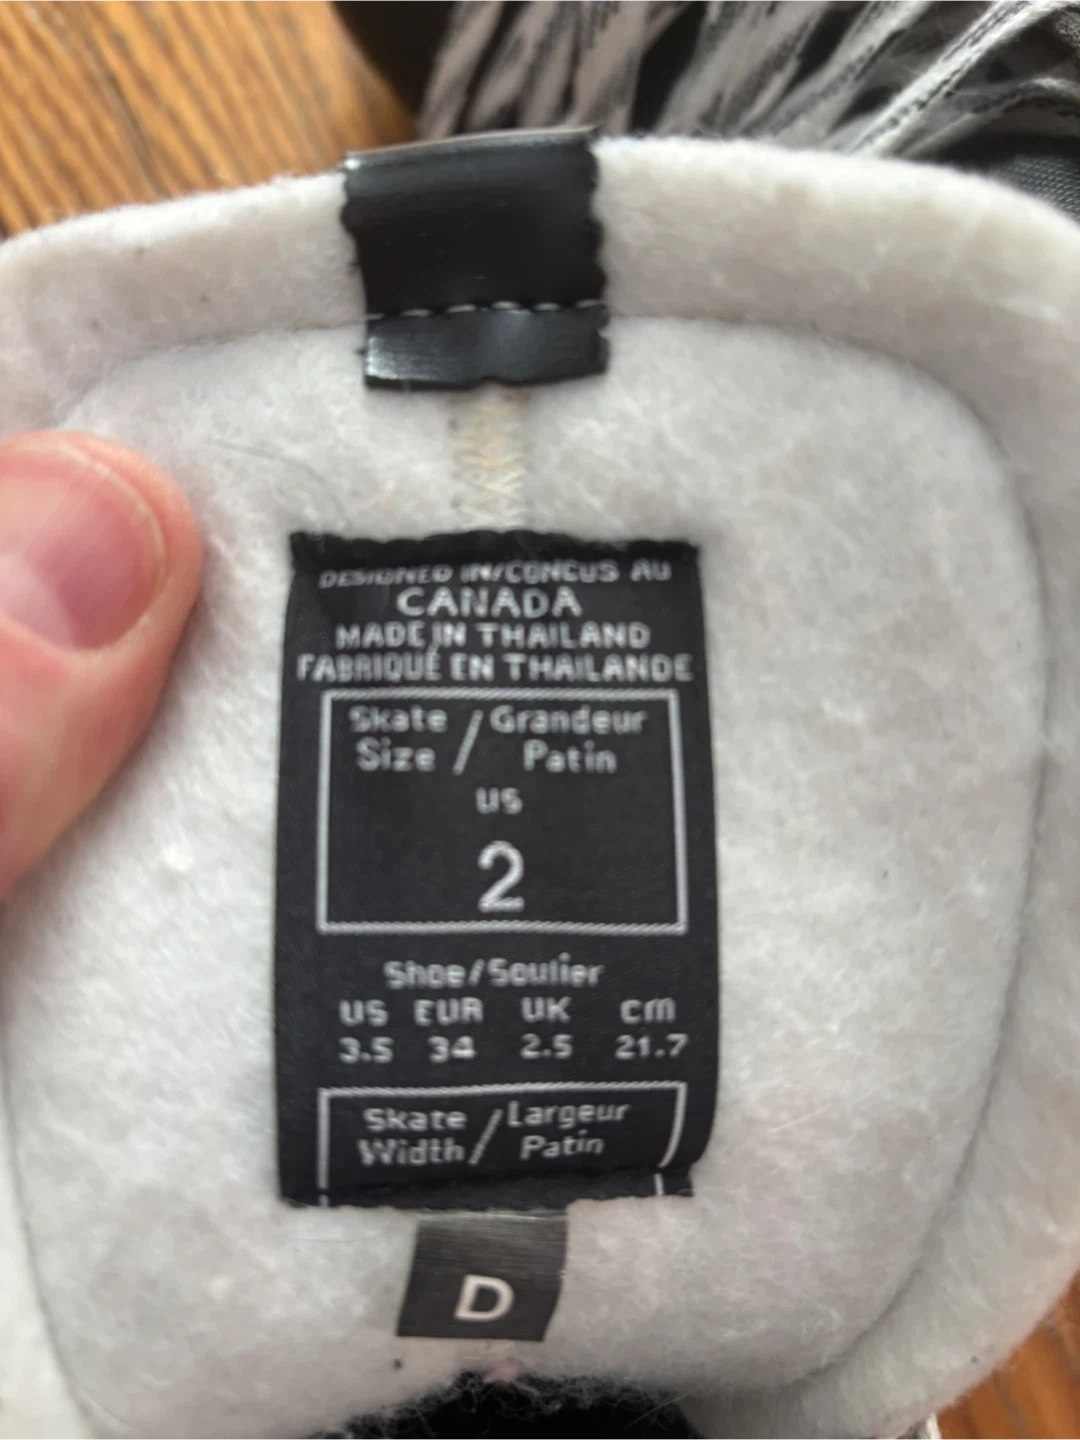 DESIGNED IN/CONCUS AU
CANADA
MADE IN THAILAND
FABRIQUÉ EN THAILANDE
Skate Size / Grandeur Patin
US
2
Shoe/Soulier
US EUR UK cm
3.5 34 2.5 21.7
Skate Width / Largeur Patin
D